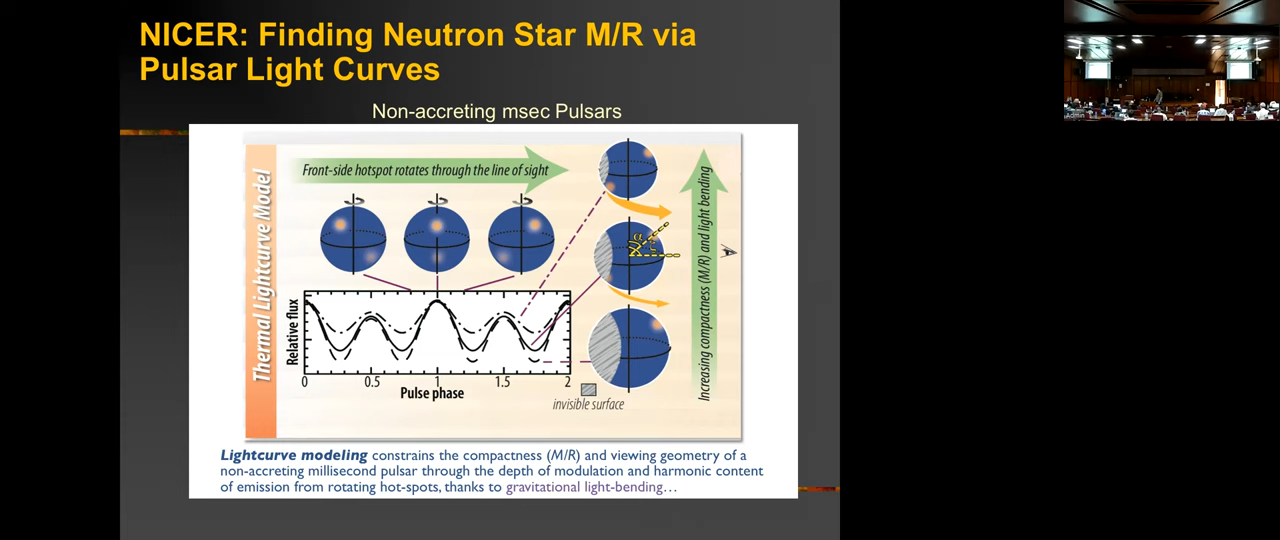 NICER: Finding Neutron Star M/R via
Pulsar Light Curves
Non-accreting msec Pulsars
Thermal Lightcurve Model
Front-side hotspot rotates through the line of sight
Increasing compactness (M/R) and light bending
α
Relative flux
0 0.5 1 1.5 2
Pulse phase
invisible surface
Lightcurve modeling constrains the compactness (M/R) and viewing geometry of a
non-accreting millisecond pulsar through the depth of modulation and harmonic content
of emission from rotating hot-spots, thanks to gravitational light-bending…
Admin